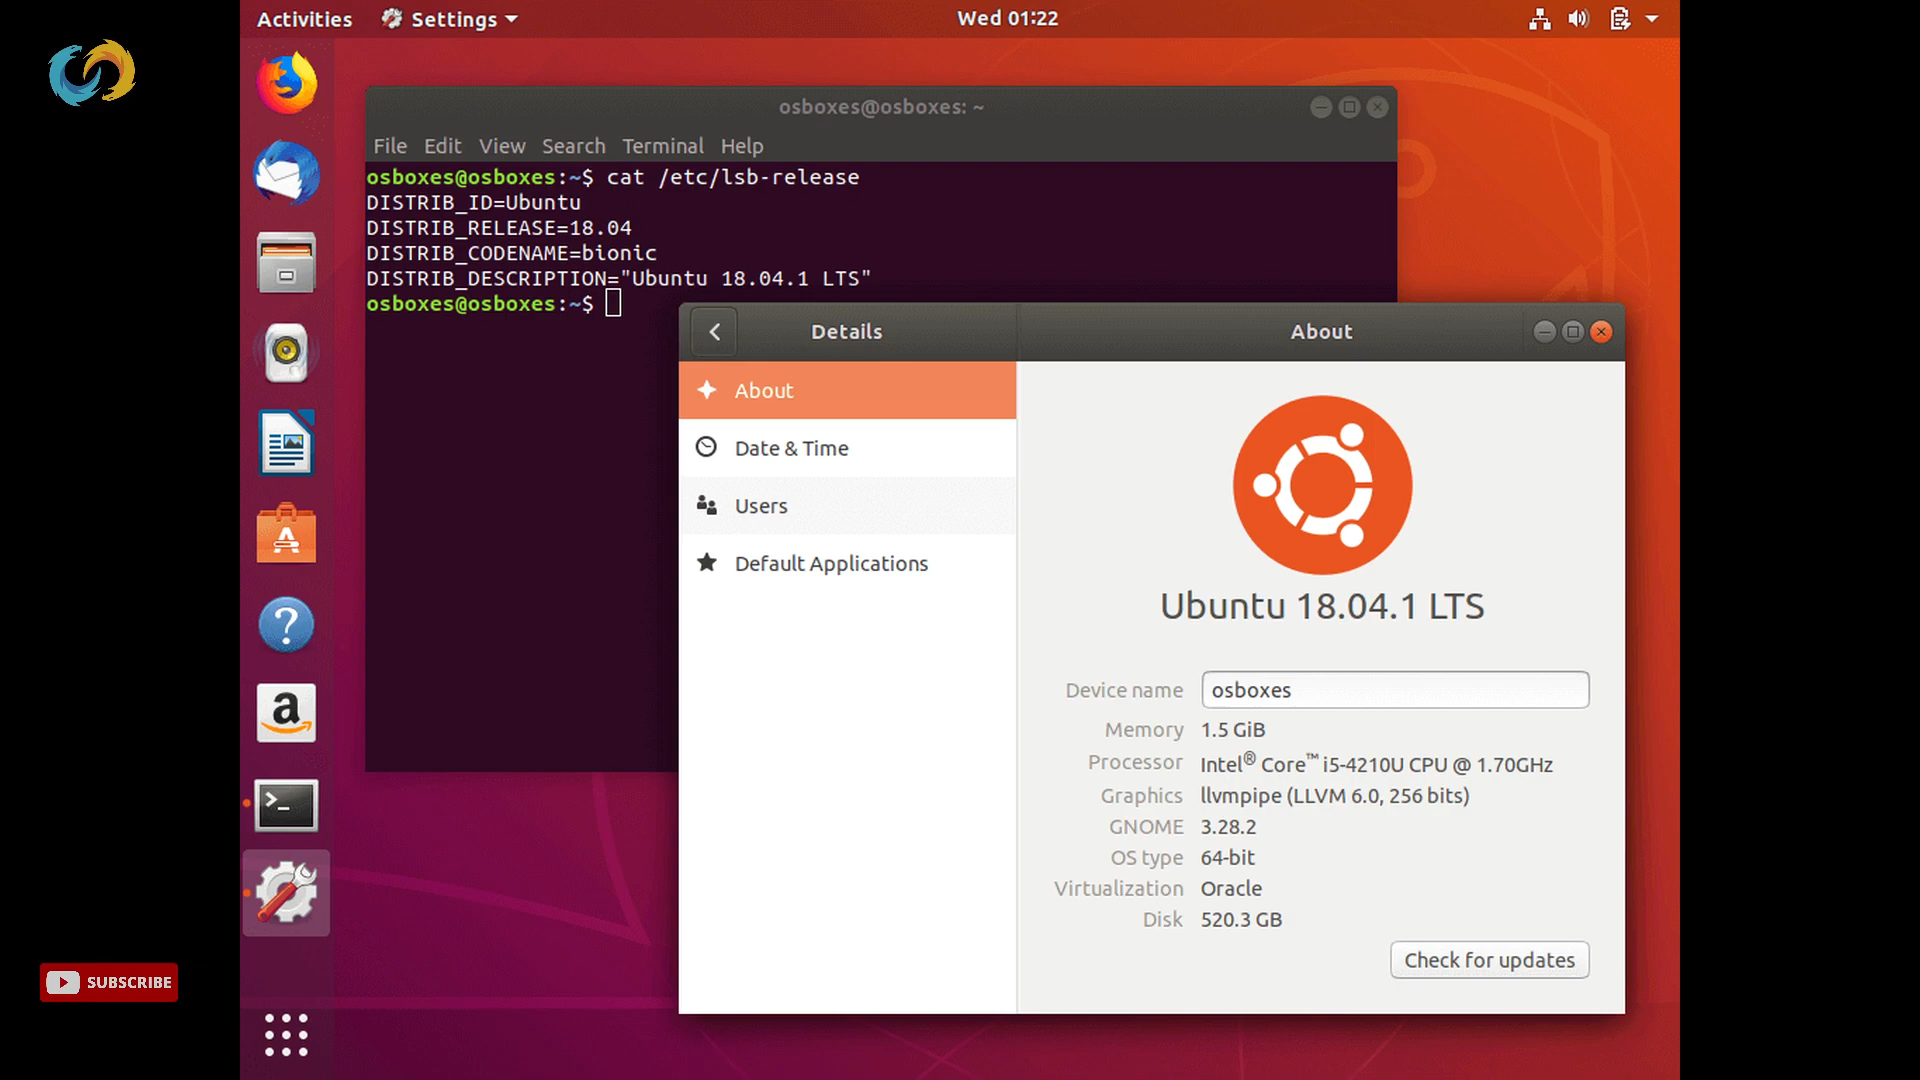 Activities
Settings
Wed 01:22
osboxes@osboxes: ~
File Edit View Search Terminal Help
osboxes@osboxes:~$ cat /etc/lsb-release
DISTRIB_ID=Ubuntu
DISTRIB_RELEASE=18.04
DISTRIB_CODENAME=bionic
DISTRIB_DESCRIPTION="Ubuntu 18.04.1 LTS"
osboxes@osboxes:~$
Details
About
About
Date & Time
Users
Default Applications
Ubuntu 18.04.1 LTS
Device name osboxes
Memory 1.5 GiB
Processor Intel® Core™ i5-4210U CPU @ 1.70GHz
Graphics llvmpipe (LLVM 6.0, 256 bits)
GNOME 3.28.2
OS type 64-bit
Virtualization Oracle
Disk 520.3 GB
Check for updates
SUBSCRIBE